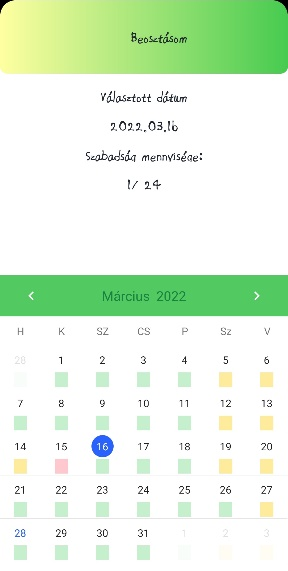 Beosztásom
Választott dátum
2022.03.16
Szabadság mennyisége:
1/ 24
Március 2022
H K SZ CS P Sz V
28 1 2 3 4 5 6
7 8 9 10 11 12 13
14 15 16 17 18 19 20
21 22 23 24 25 26 27
28 29 30 31 1 2 3